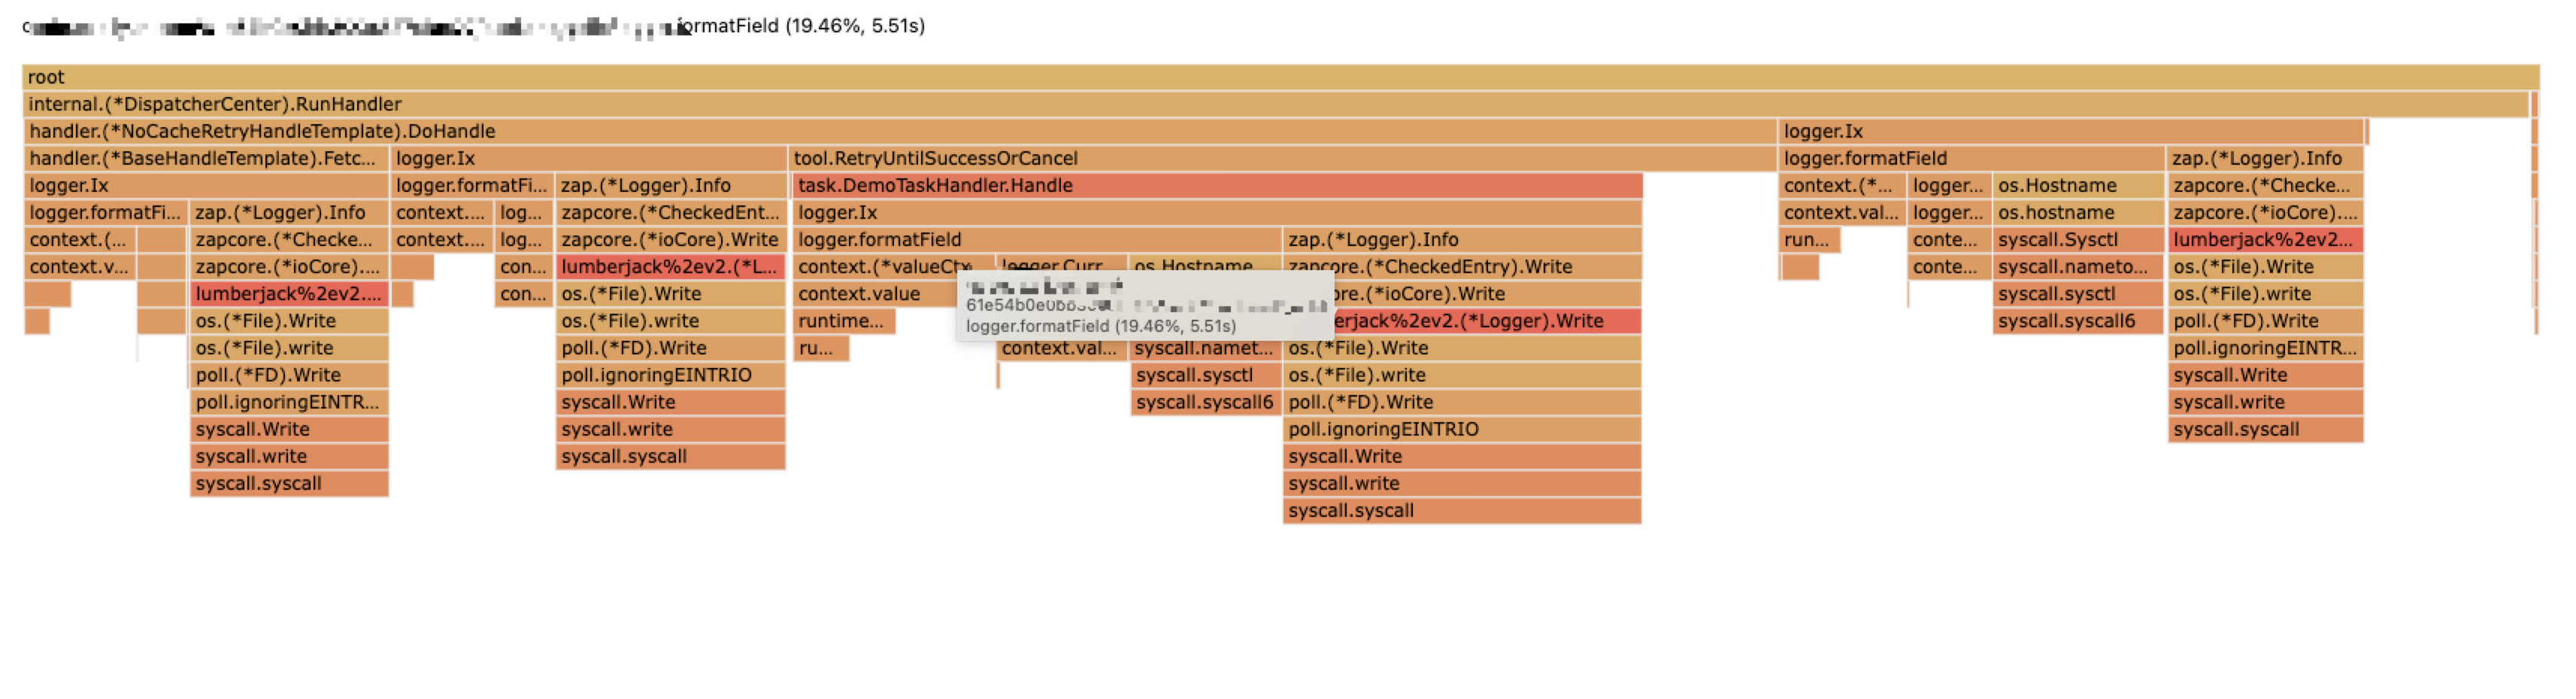 ormatField (19.46%, 5.51s)
root
internal.(*DispatcherCenter).RunHandler
handler.(*NoCacheRetryHandleTemplate).DoHandle logger.Ix
handler.(*BaseHandleTemplate).Fetc... logger.Ix tool.RetryUntilSuccessOrCancel logger.formatField zap.(*Logger).Info
logger.Ix logger.formatFi... zap.(*Logger).Info task.DemoTaskHandler.Handle context.(*... logger... os.Hostname zapcore.(*Checke...
logger.formatFi... zap.(*Logger).Info context.... log... zapcore.(*CheckedEnt... logger.Ix context.val... logger... os.hostname zapcore.(*ioCore)....
context.(... zapcore.(*Checke... context.... log... zapcore.(*ioCore).Write logger.formatField zap.(*Logger).Info run... conte... syscall.Sysctl lumberjack%2ev2...
context.v... zapcore.(*ioCore).... con... lumberjack%2ev2.(*L... context.(*valueCtx logger.Curr os.Hostname zapcore.(*CheckedEntry).Write conte... syscall.nameto... os.(*File).Write
lumberjack%2ev2.... con... os.(*File).Write context.value ore.(*ioCore).Write syscall.sysctl os.(*File).write
os.(*File).Write os.(*File).write runtime... erjack%2ev2.(*Logger).Write syscall.syscall6 poll.(*FD).Write
logger.formatField (19.46%, 5.51s)
os.(*File).write poll.(*FD).Write ru... context.val... syscall.namet... os.(*File).Write poll.ignoringEINTR...
poll.(*FD).Write poll.ignoringEINTRIO syscall.sysctl os.(*File).write syscall.Write
poll.ignoringEINTR... syscall.Write syscall.syscall6 poll.(*FD).Write syscall.write
syscall.Write syscall.write poll.ignoringEINTRIO syscall.syscall
syscall.write syscall.syscall syscall.Write
syscall.syscall syscall.write
syscall.syscall